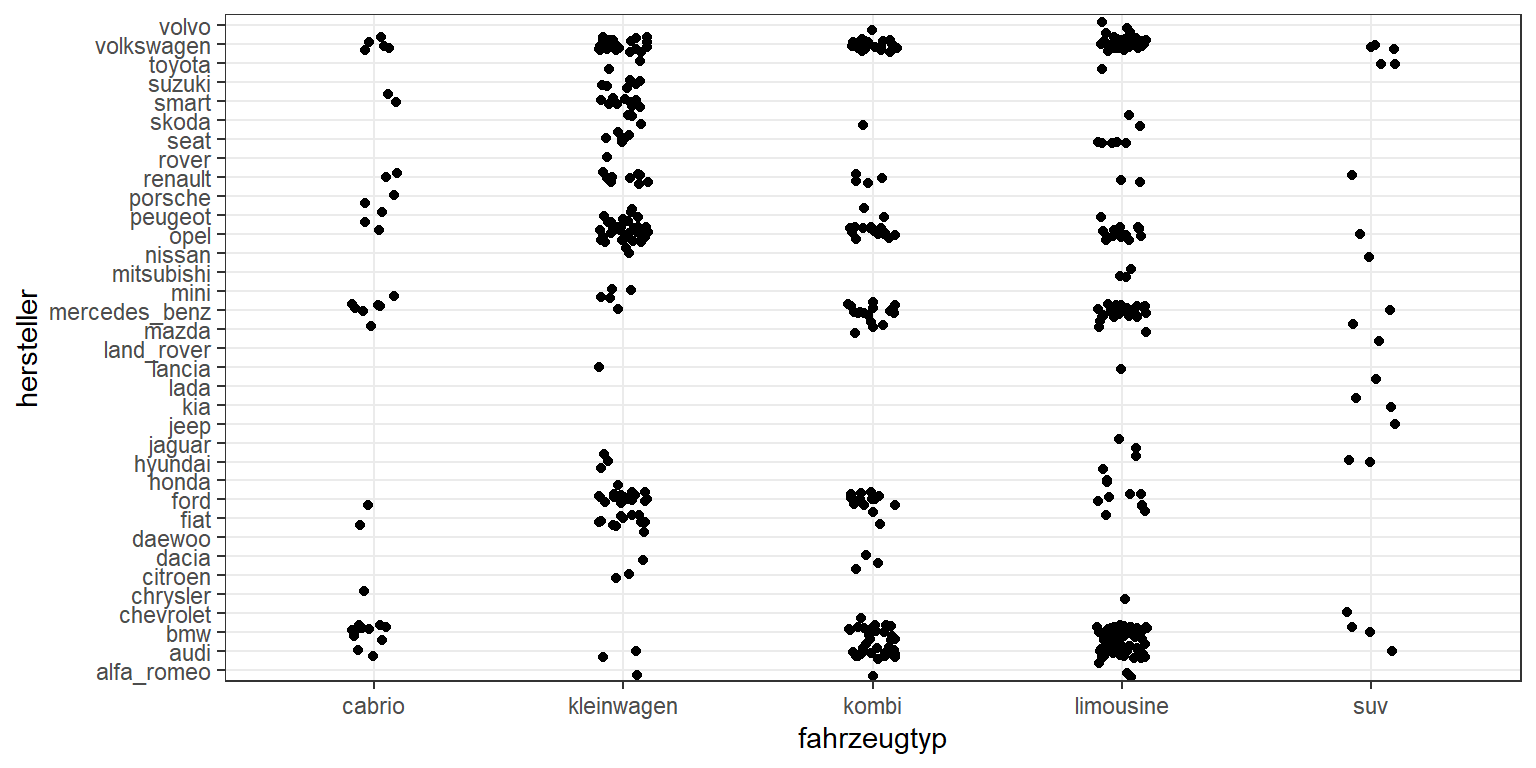 volvo
volkswagen
toyota
suzuki
smart
skoda
seat
rover
renault
porsche
peugeot
opel
nissan
mitsubishi
mini
mercedes_benz
mazda
land_rover
lancia
lada
kia
jeep
jaguar
hyundai
honda
ford
fiat
daewoo
dacia
citroen
chrysler
chevrolet
bmw
audi
alfa_romeo
hersteller
cabrio kleinwagen kombi limousine suv
fahrzeugtyp